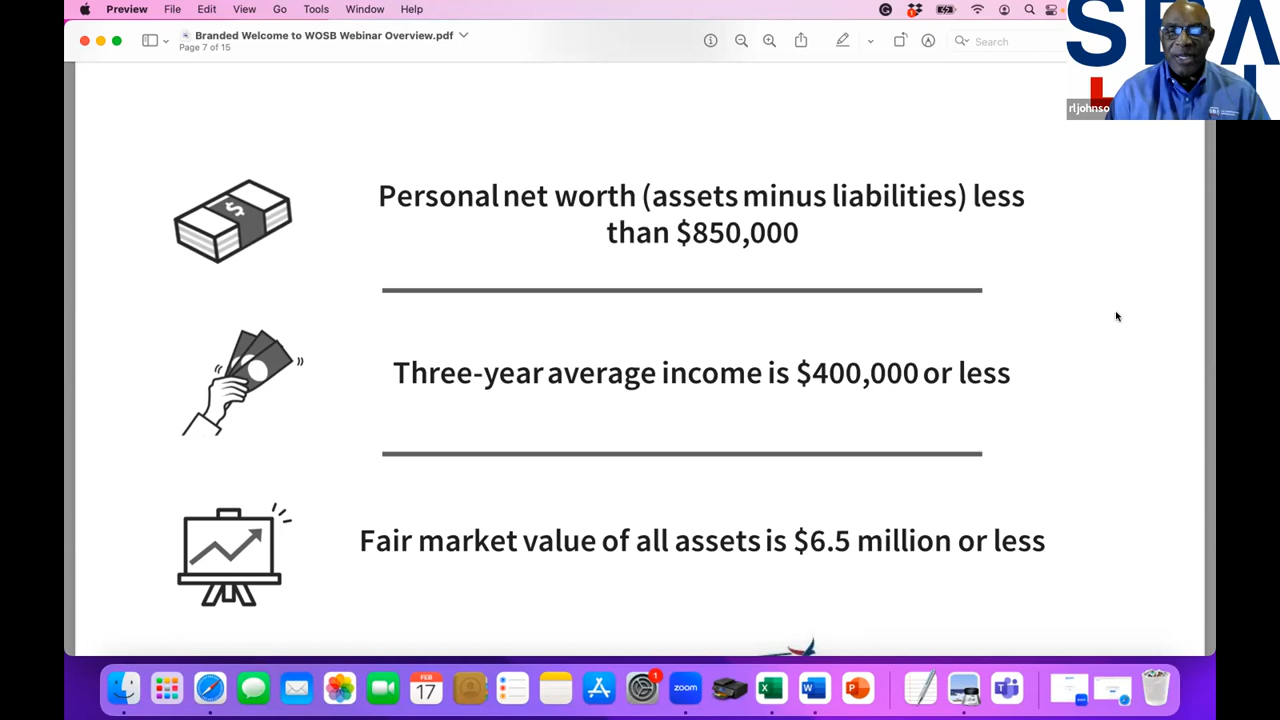 Preview File Edit View Go Tools Window Help
Branded Welcome to WOSB Webinar Overview.pdf
Page 7 of 15
Search
SBA
rljohnso
Personal net worth (assets minus liabilities) less
than $850,000
Three-year average income is $400,000 or less
Fair market value of all assets is $6.5 million or less
FEB
17
1
zoom
X
W
P